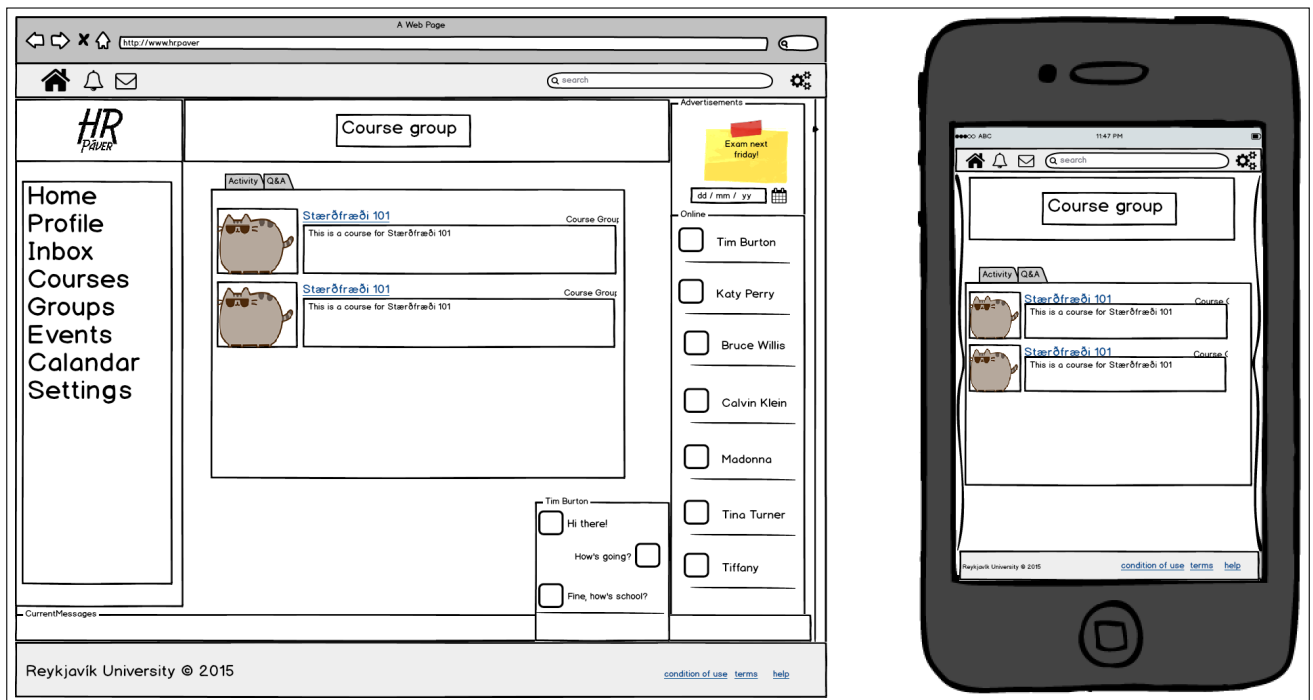 A Web Page
http://www.hrpaver
search
HR
PÁVER
Course group
Advertisements
Exam next
friday!
dd / mm / yy
Home
Profile
Inbox
Courses
Groups
Events
Calandar
Settings
Activity
Q&A
Stærðfræði 101
Course Group
This is a course for Stærðfræði 101
Stærðfræði 101
Course Group
This is a course for Stærðfræði 101
Online
Tim Burton
Katy Perry
Bruce Willis
Calvin Klein
Madonna
Tina Turner
Tiffany
Tim Burton
Hi there!
How's going?
Fine, how's school?
CurrentMessages
Reykjavík University © 2015
condition of use terms help
ABC
11:47 PM
search
Course group
Activity
Q&A
Stærðfræði 101
Course
This is a course for Stærðfræði 101
Stærðfræði 101
Course
This is a course for Stærðfræði 101
Reykjavík University © 2015
condition of use terms help